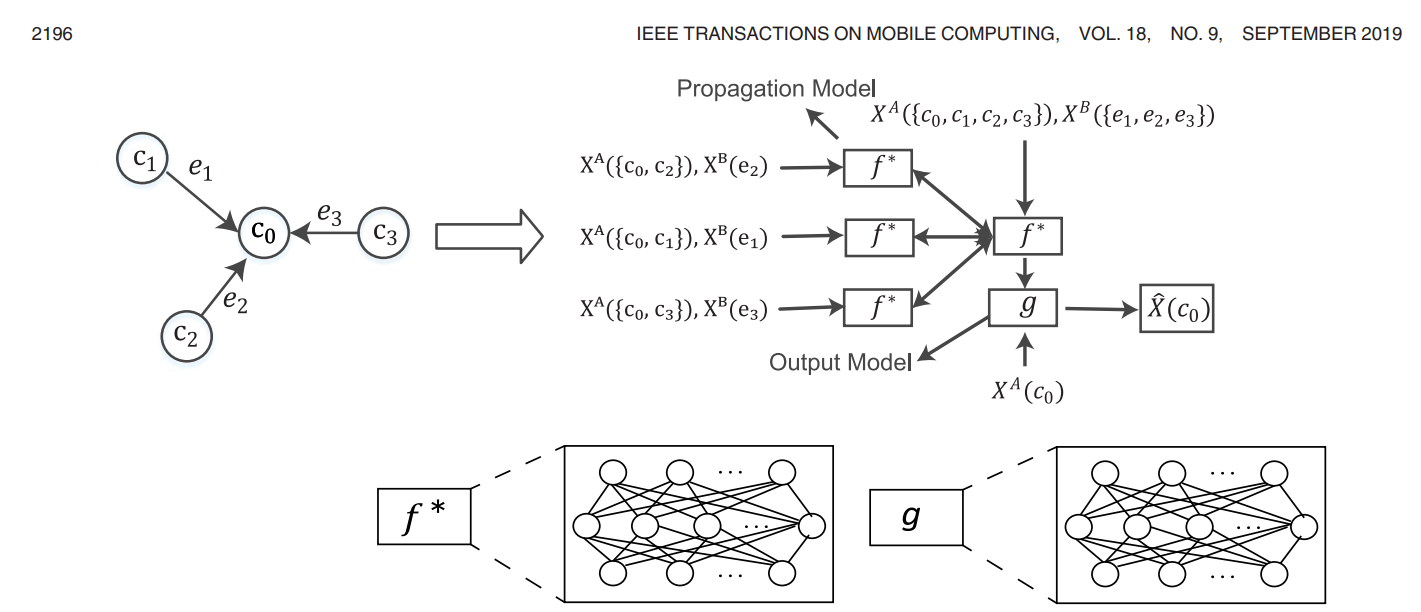 2196
IEEE TRANSACTIONS ON MOBILE COMPUTING, VOL. 18, NO. 9, SEPTEMBER 2019
Propagation Model
X^A({c_0, c_1, c_2, c_3}), X^B({e_1, e_2, e_3})
c_1
e_1
c_0
e_3
c_3
e_2
c_2
X^A({c_0, c_2}), X^B(e_2)
f*
X^A({c_0, c_1}), X^B(e_1)
f*
f*
X^A({c_0, c_3}), X^B(e_3)
f*
g
X̂(c_0)
Output Model
X^A(c_0)
f*
...
...
...
g
...
...
...